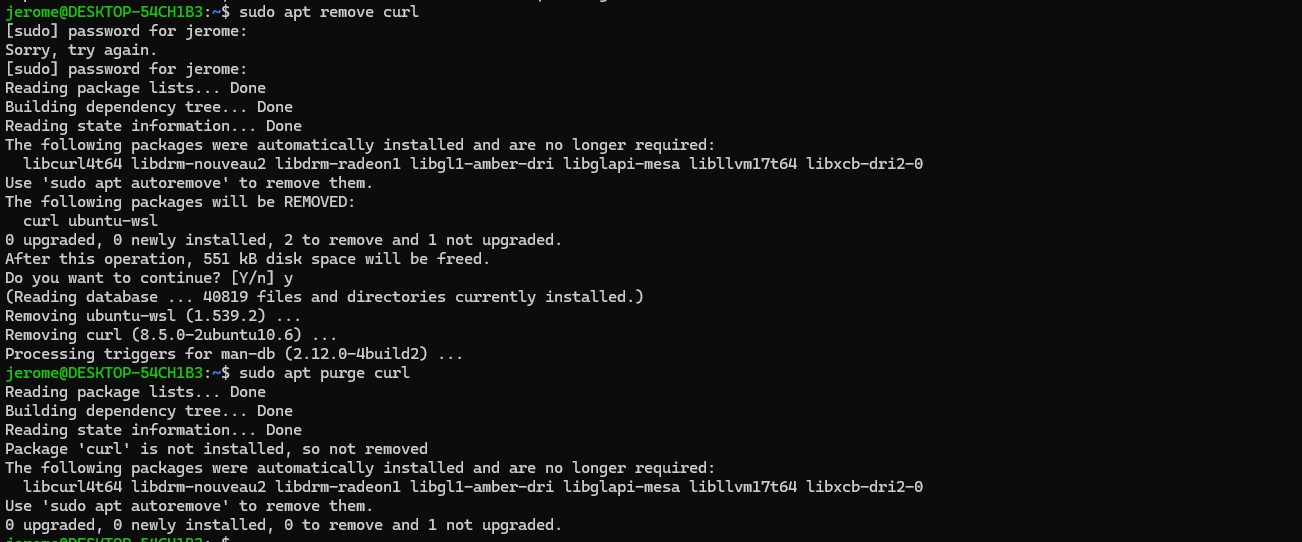 jerome@DESKTOP-54CH1B3:~$ sudo apt remove curl
[sudo] password for jerome:
Sorry, try again.
[sudo] password for jerome:
Reading package lists... Done
Building dependency tree... Done
Reading state information... Done
The following packages were automatically installed and are no longer required:
  libcurl4t64 libdrm-nouveau2 libdrm-radeon1 libgl1-amber-dri libglapi-mesa libllvm17t64 libxcb-dri2-0
Use 'sudo apt autoremove' to remove them.
The following packages will be REMOVED:
  curl ubuntu-wsl
0 upgraded, 0 newly installed, 2 to remove and 1 not upgraded.
After this operation, 551 kB disk space will be freed.
Do you want to continue? [Y/n] y
(Reading database ... 40819 files and directories currently installed.)
Removing ubuntu-wsl (1.539.2) ...
Removing curl (8.5.0-2ubuntu10.6) ...
Processing triggers for man-db (2.12.0-4build2) ...
jerome@DESKTOP-54CH1B3:~$ sudo apt purge curl
Reading package lists... Done
Building dependency tree... Done
Reading state information... Done
Package 'curl' is not installed, so not removed
The following packages were automatically installed and are no longer required:
  libcurl4t64 libdrm-nouveau2 libdrm-radeon1 libgl1-amber-dri libglapi-mesa libllvm17t64 libxcb-dri2-0
Use 'sudo apt autoremove' to remove them.
0 upgraded, 0 newly installed, 0 to remove and 1 not upgraded.
jerome@DESKTOP-54CH1B3:~$